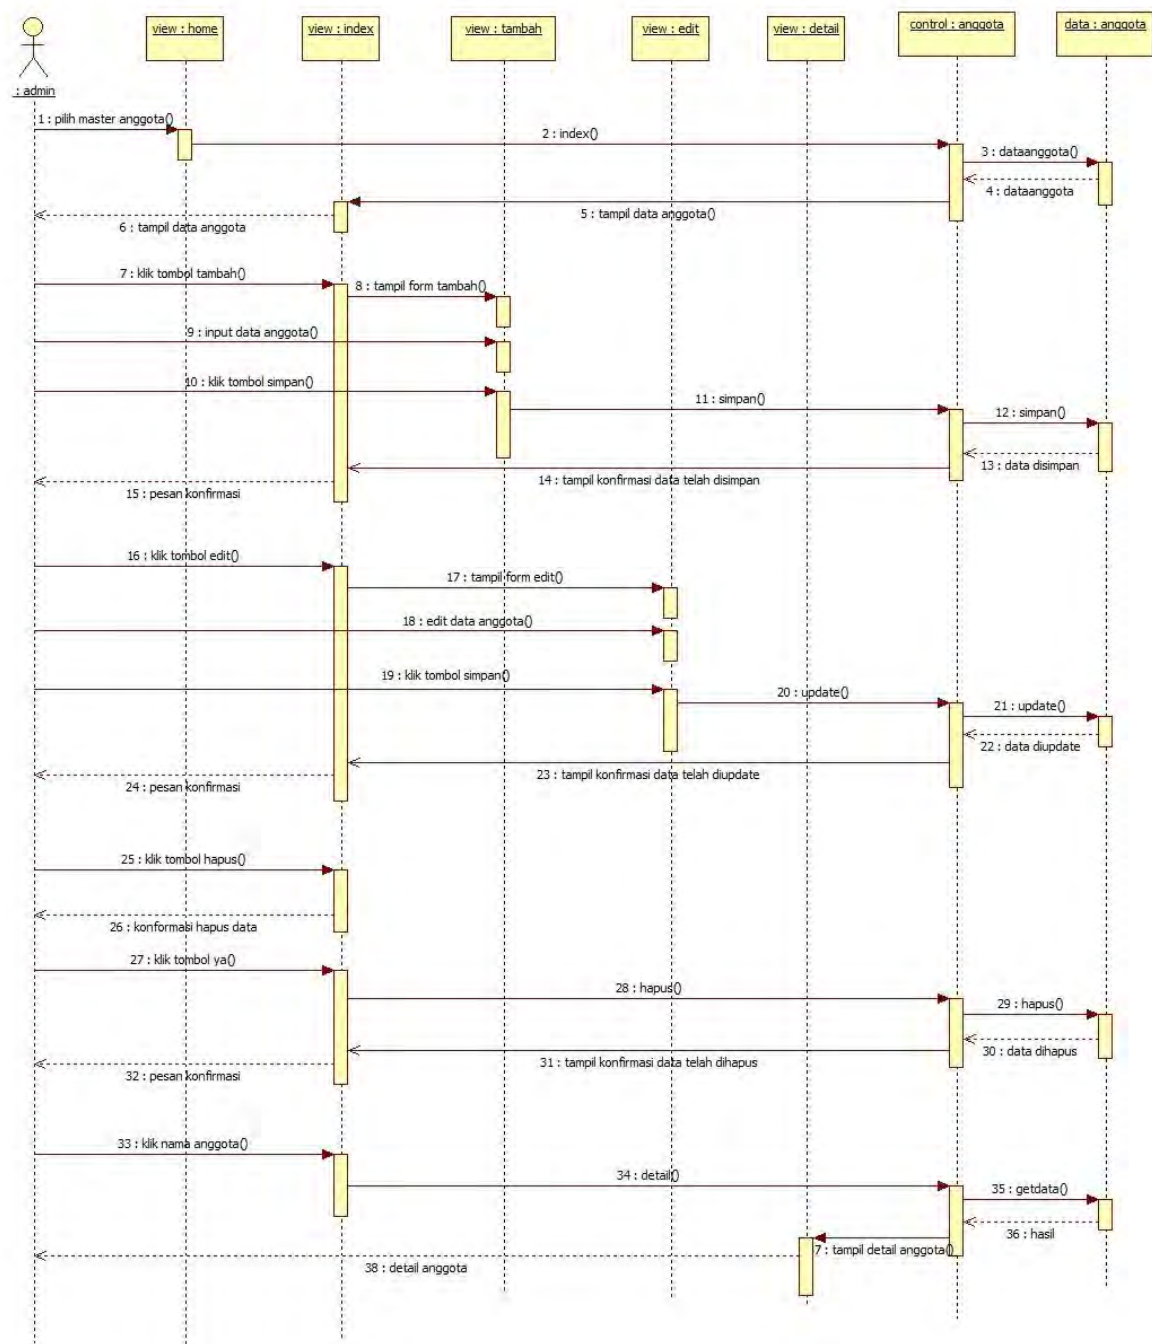 view : home
view : index
view : tambah
view : edit
view : detail
control : anggota
data : anggota
: admin
1 : pilih master anggota()
2 : index()
3 : dataanggota()
4 : dataanggota
5 : tampil data anggota()
6 : tampil data anggota
7 : klik tombol tambah()
8 : tampil form tambah()
9 : input data anggota()
10 : klik tombol simpan()
11 : simpan()
12 : simpan()
13 : data disimpan
14 : tampil konfirmasi data telah disimpan
15 : pesan konfirmasi
16 : klik tombol edit()
17 : tampil form edit()
18 : edit data anggota()
19 : klik tombol simpan()
20 : update()
21 : update()
22 : data diupdate
23 : tampil konfirmasi data telah diupdate
24 : pesan konfirmasi
25 : klik tombol hapus()
26 : konformasi hapus data
27 : klik tombol ya()
28 : hapus()
29 : hapus()
30 : data dihapus
31 : tampil konfirmasi data telah dihapus
32 : pesan konfirmasi
33 : klik nama anggota()
34 : detail()
35 : getdata()
36 : hasil
7 : tampil detail anggota()
38 : detail anggota